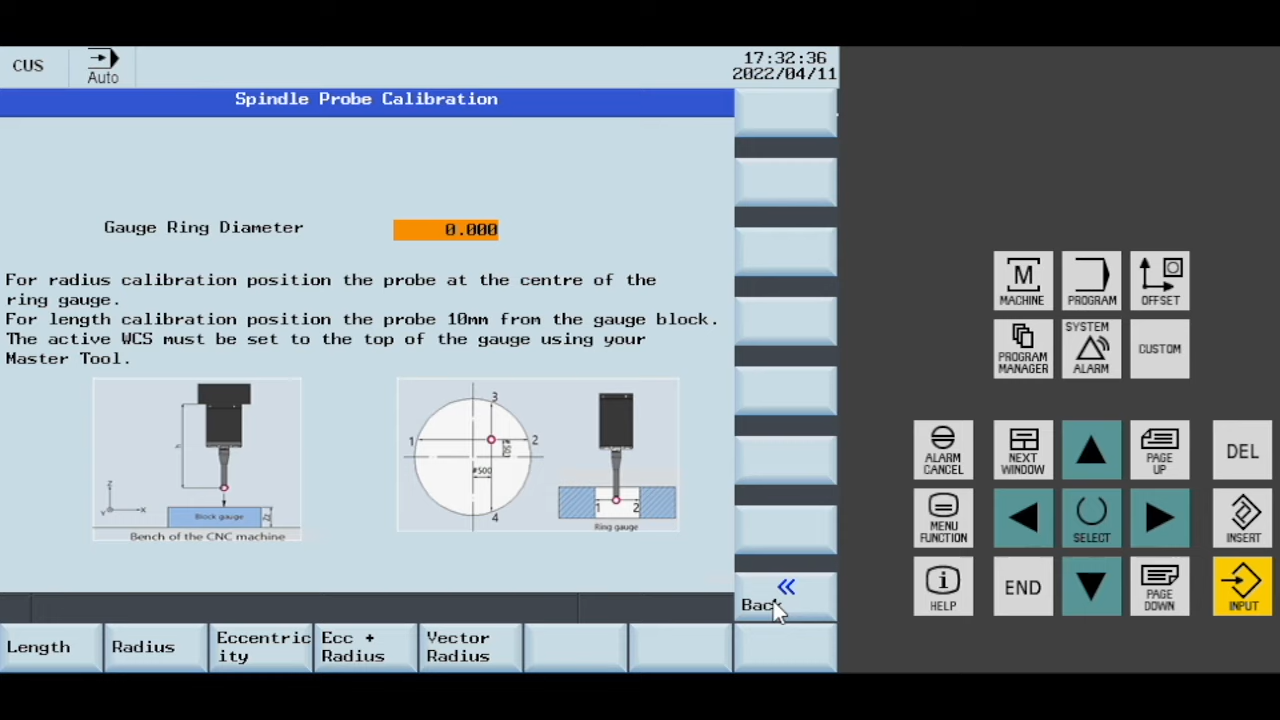 CUS
Auto
17:32:36
2022/04/11
Spindle Probe Calibration
Gauge Ring Diameter 0.000
For radius calibration position the probe at the centre of the
ring gauge.
For length calibration position the probe 10mm from the gauge block.
The active WCS must be set to the top of the gauge using your
Master Tool.
Z
Y
X
Block gauge
Bench of the CNC machine
3
1
2
4
#500
1 2
Ring gauge
Back
Length
Radius
Eccentric
ity
Ecc +
Radius
Vector
Radius
M
MACHINE
PROGRAM
OFFSET
PROGRAM
MANAGER
SYSTEM
ALARM
CUSTOM
ALARM
CANCEL
NEXT
WINDOW
PAGE
UP
DEL
MENU
FUNCTION
SELECT
INSERT
HELP
END
PAGE
DOWN
INPUT